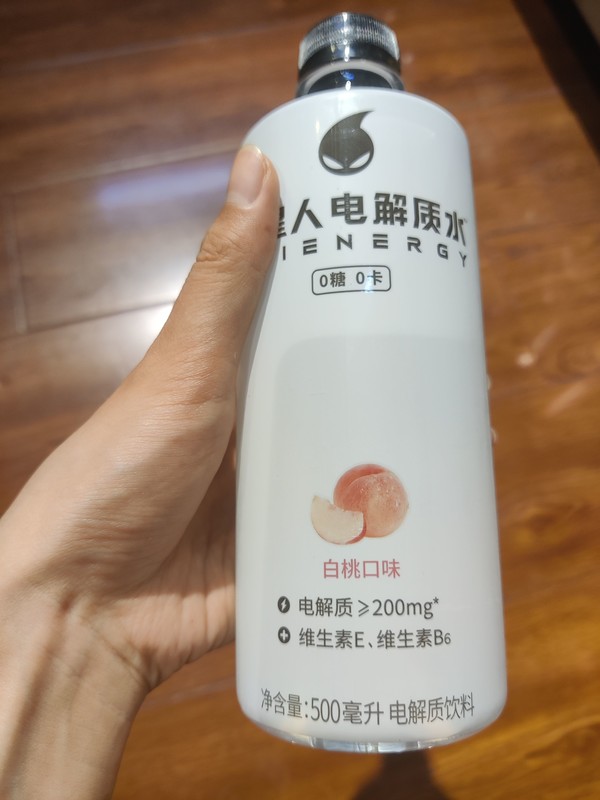 星人电解质水
IENERGY
0糖 0卡
白桃口味
电解质≥200mg*
维生素E、维生素B6
净含量:500毫升 电解质饮料